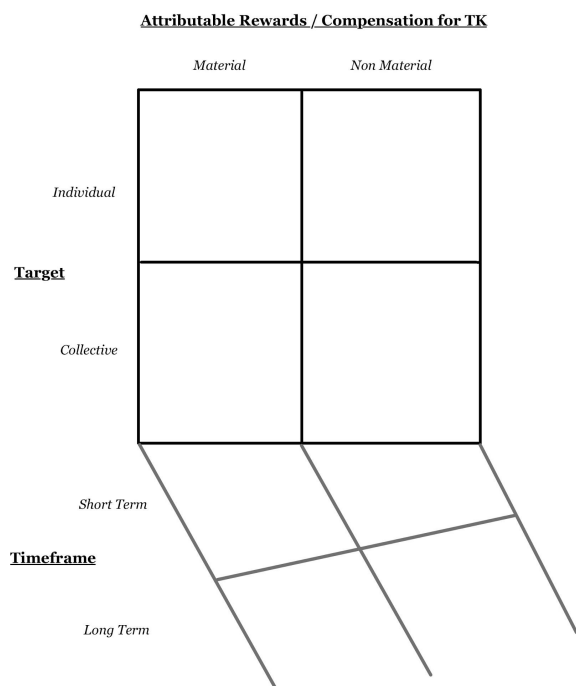 Attributable Rewards / Compensation for TK
Material Non Material
Individual
Target
Collective
Short Term
Timeframe
Long Term